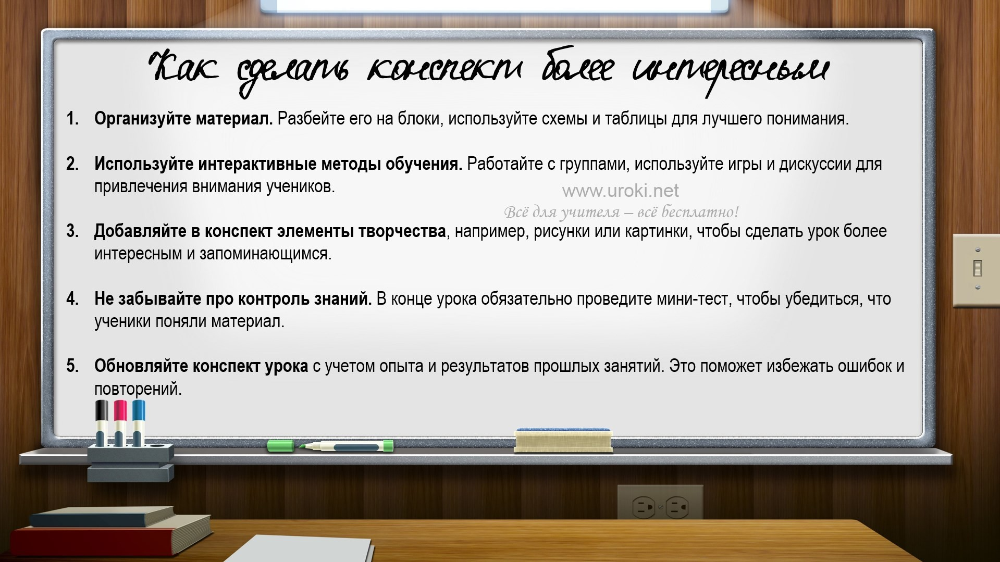 Как сделать конспект более интересным
1. Организуйте материал. Разбейте его на блоки, используйте схемы и таблицы для лучшего понимания.
2. Используйте интерактивные методы обучения. Работайте с группами, используйте игры и дискуссии для
привлечения внимания учеников.
www.uroki.net
Всё для учителя – всё бесплатно!
3. Добавляйте в конспект элементы творчества, например, рисунки или картинки, чтобы сделать урок более
интересным и запоминающимся.
4. Не забывайте про контроль знаний. В конце урока обязательно проведите мини-тест, чтобы убедиться, что
ученики поняли материал.
5. Обновляйте конспект урока с учетом опыта и результатов прошлых занятий. Это поможет избежать ошибок и
повторений.